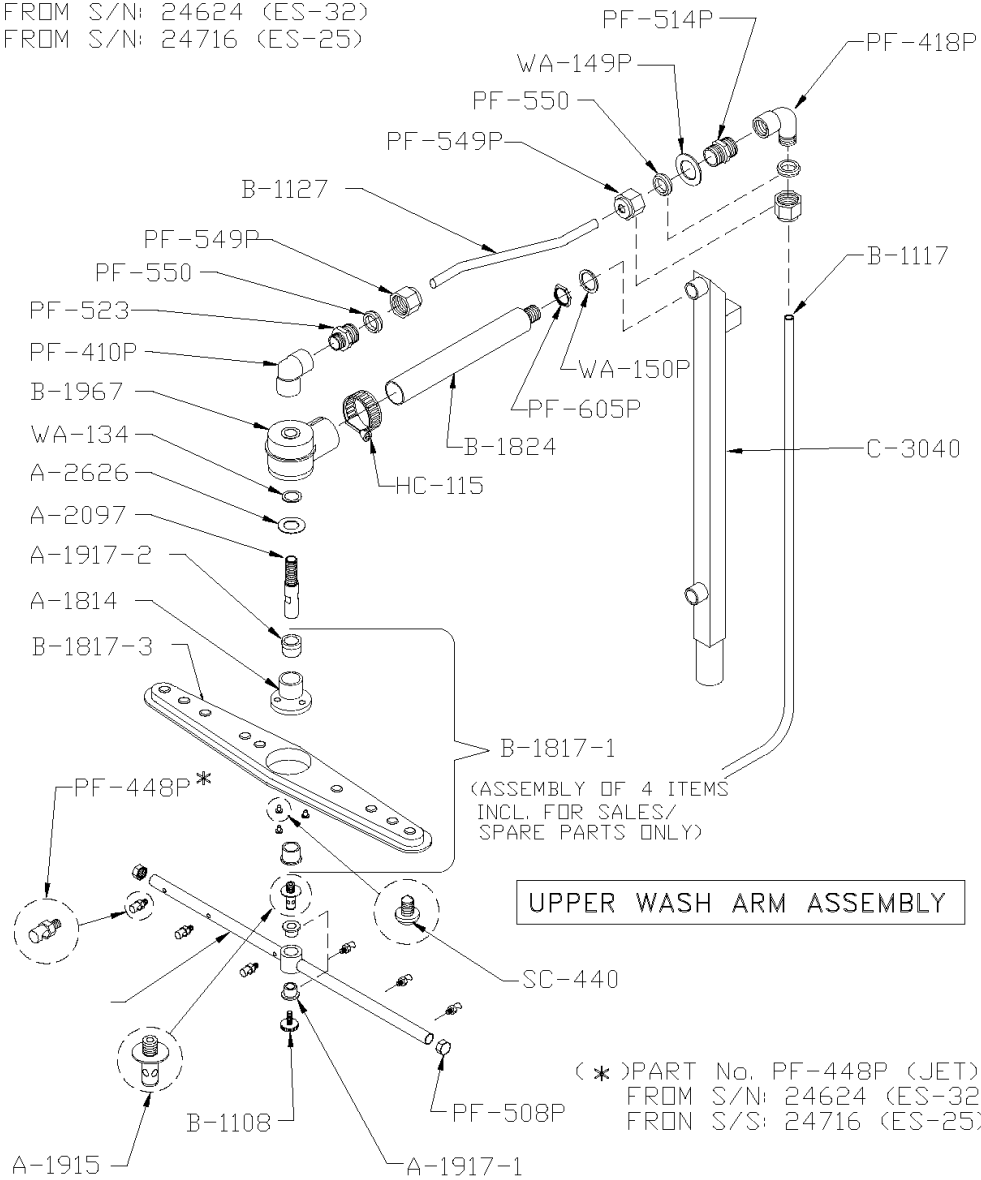 FROM S/N: 24624 (ES-32)
FROM S/N: 24716 (ES-25)
PF-514P
PF-418P
WA-149P
PF-550
PF-549P
B-1127
PF-549P
B-1117
PF-550
PF-523
PF-410P
WA-150P
B-1967
PF-605P
WA-134
B-1824
C-3040
A-2626
HC-115
A-2097
A-1917-2
A-1814
B-1817-3
B-1817-1
(ASSEMBLY OF 4 ITEMS
INCL. FOR SALES/
SPARE PARTS ONLY)
PF-448P*
UPPER WASH ARM ASSEMBLY
SC-440
(*)PART No. PF-448P (JET)
FROM S/N: 24624 (ES-32
FRON S/S: 24716 (ES-25)
B-1108
PF-508P
A-1915
A-1917-1